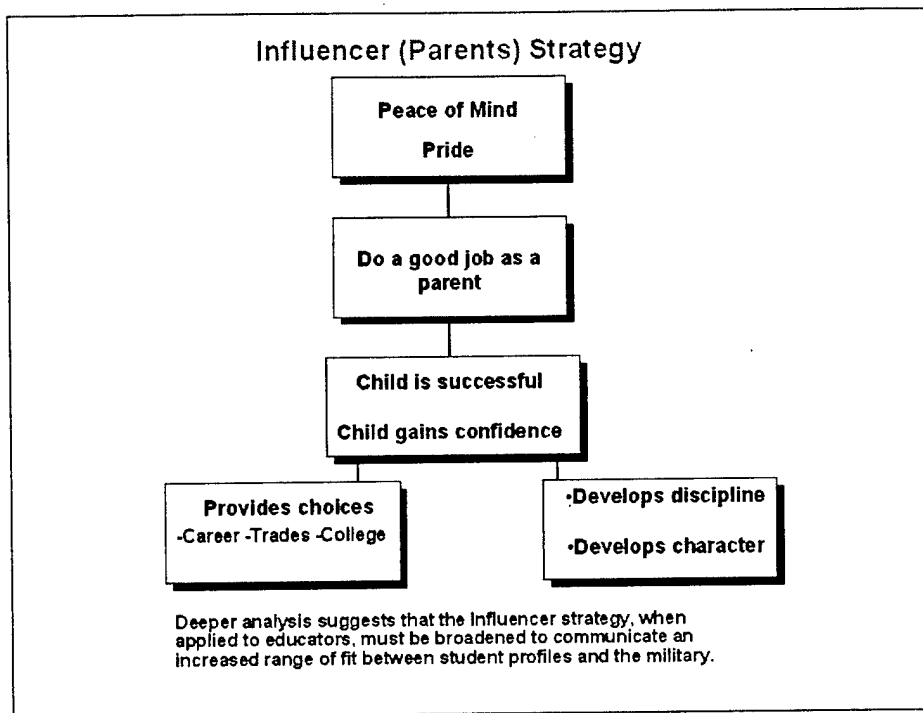 Influencer (Parents) Strategy
Peace of Mind
Pride
Do a good job as a
parent
Child is successful
Child gains confidence
Provides choices
-Career -Trades -College
•Develops discipline
•Develops character
Deeper analysis suggests that the Influencer strategy, when
applied to educators, must be broadened to communicate an
increased range of fit between student profiles and the military.